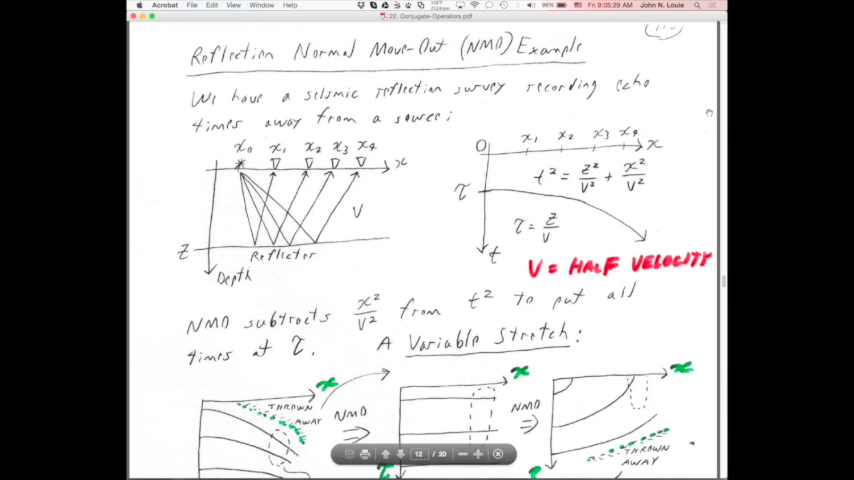 Acrobat File Edit View Window Help
99% Fri 9:05:29 AM John N. Louie
22. Conjugate-Operators.pdf
Reflection Normal Move-Out (NMO) Example
We have a seismic reflection survey recording echo
times away from a source:
x₀ x₁ x₂ x₃ x₄ x
V
Z
Reflector
Depth
0 x₁ x₂ x₃ x₄ x
t² = z²/V² + x²/V²
τ
τ = z/V
t
V = HALF VELOCITY
NMO subtracts x²/V² from t² to put all
times at τ. A Variable Stretch:
x x x
THROWN
AWAY
NMO
⇒
NMO
⇒
THROWN
AWAY
τ
12 / 20